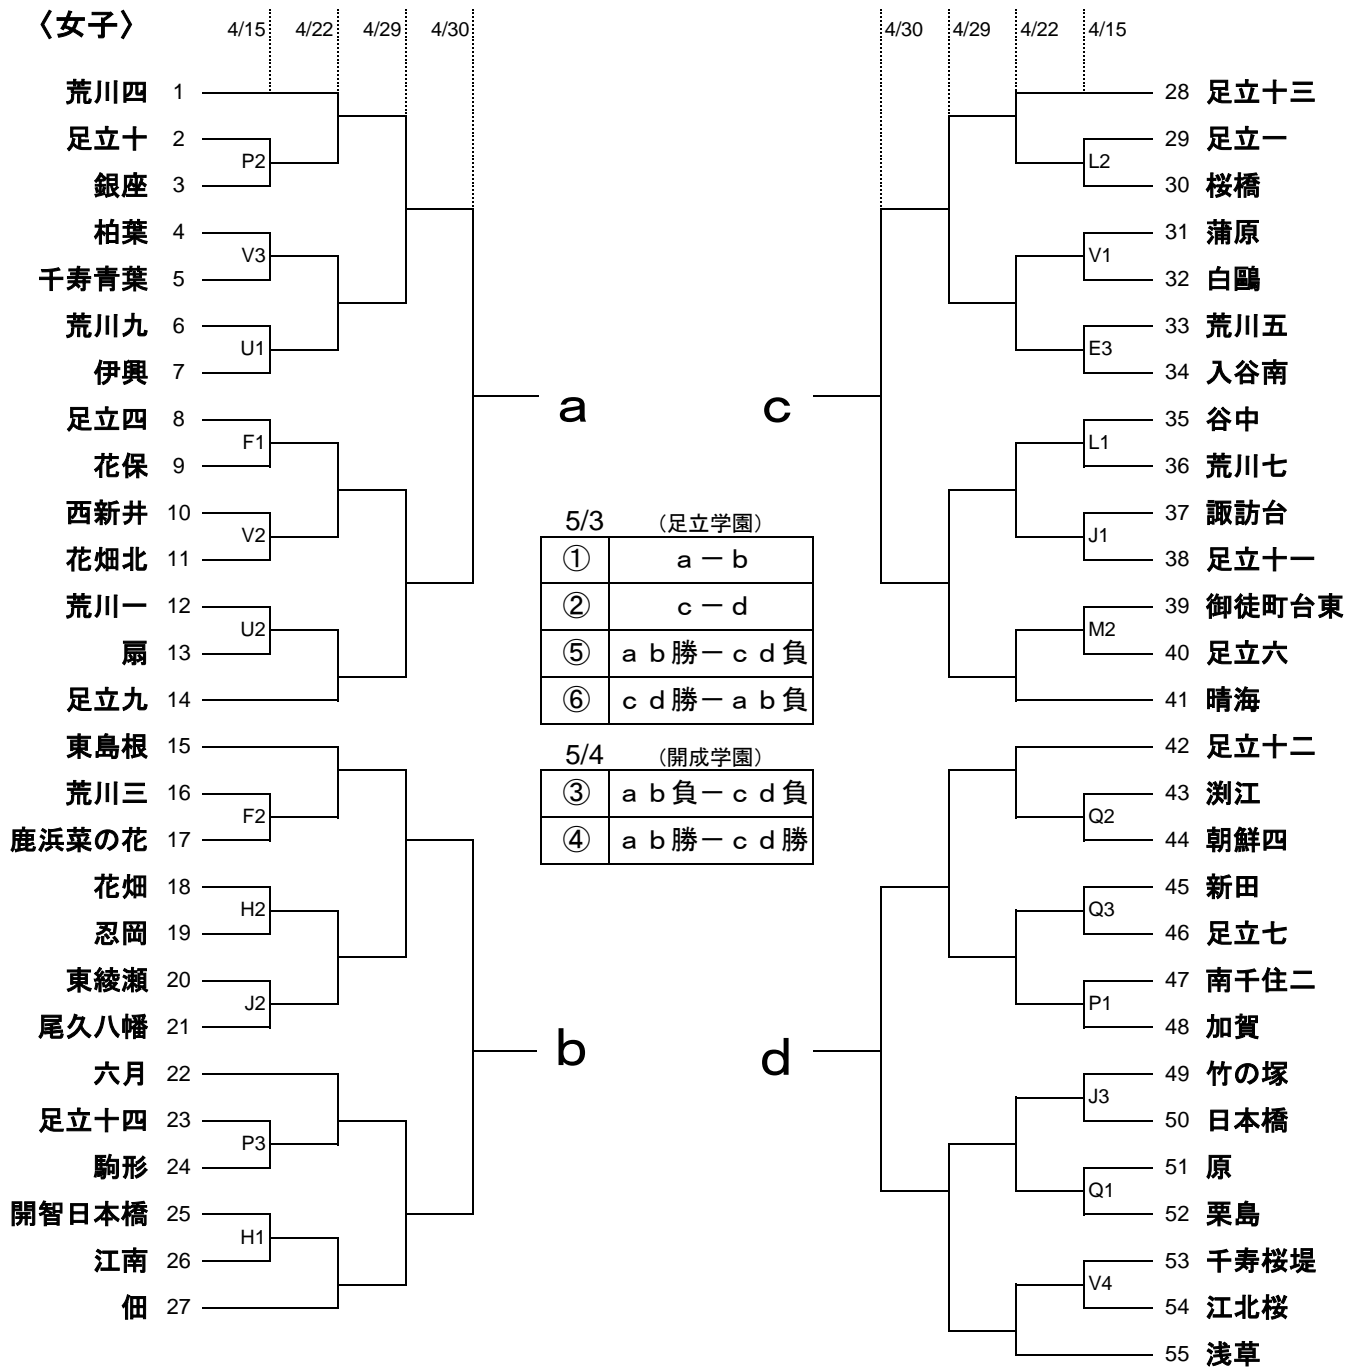 〈女子〉
4/15 4/22 4/29 4/30
荒川四 1
足立十 2
P2
銀座 3
柏葉 4
V3
千寿青葉 5
荒川九 6
U1
伊興 7
足立四 8
F1
花保 9
西新井 10
V2
花畑北 11
荒川一 12
U2
扇 13
足立九 14
a
東島根 15
荒川三 16
F2
鹿浜菜の花 17
花畑 18
H2
忍岡 19
東綾瀬 20
J2
尾久八幡 21
六月 22
足立十四 23
P3
駒形 24
開智日本橋 25
H1
江南 26
佃 27
b
5/3 (足立学園)
① a－b
② c－d
⑤ ab勝－cd負
⑥ cd勝－ab負
5/4 (開成学園)
③ ab負－cd負
④ ab勝－cd勝
4/30 4/29 4/22 4/15
28 足立十三
29 足立一
L2
30 桜橋
31 蒲原
V1
32 白鷗
33 荒川五
E3
34 入谷南
c
35 谷中
L1
36 荒川七
37 諏訪台
J1
38 足立十一
39 御徒町台東
M2
40 足立六
41 晴海
42 足立十二
43 渕江
Q2
44 朝鮮四
45 新田
Q3
46 足立七
47 南千住二
P1
48 加賀
d
49 竹の塚
J3
50 日本橋
51 原
Q1
52 栗島
53 千寿桜堤
V4
54 江北桜
55 浅草